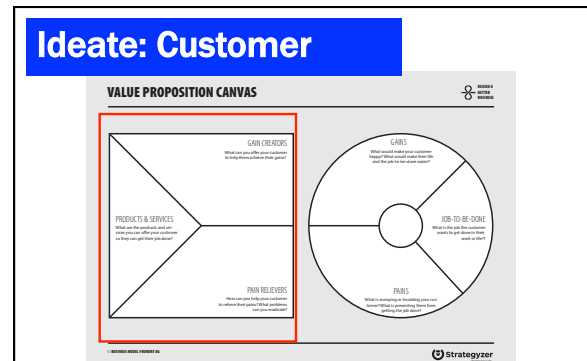 Ideate: Customer
VALUE PROPOSITION CANVAS
DESIGN A
BETTER
BUSINESS
GAIN CREATORS
What can you offer your customer
to help them achieve their gains?
PRODUCTS & SERVICES
What are the products and ser-
vices you can offer your customer
so they can get their job done?
PAIN RELIEVERS
How can you help your customer
to relieve their pains? What problems
can you eradicate?
GAINS
What would make your customer
happy? What would make their life
and the job-to-be-done easier?
JOB-TO-BE-DONE
What is the job the customer
wants to get done in their
work or life?
PAINS
What is annoying or troubling your cus-
tomer? What is preventing them from
getting the job done?
© BUSINESS MODEL FOUNDRY AG
Strategyzer